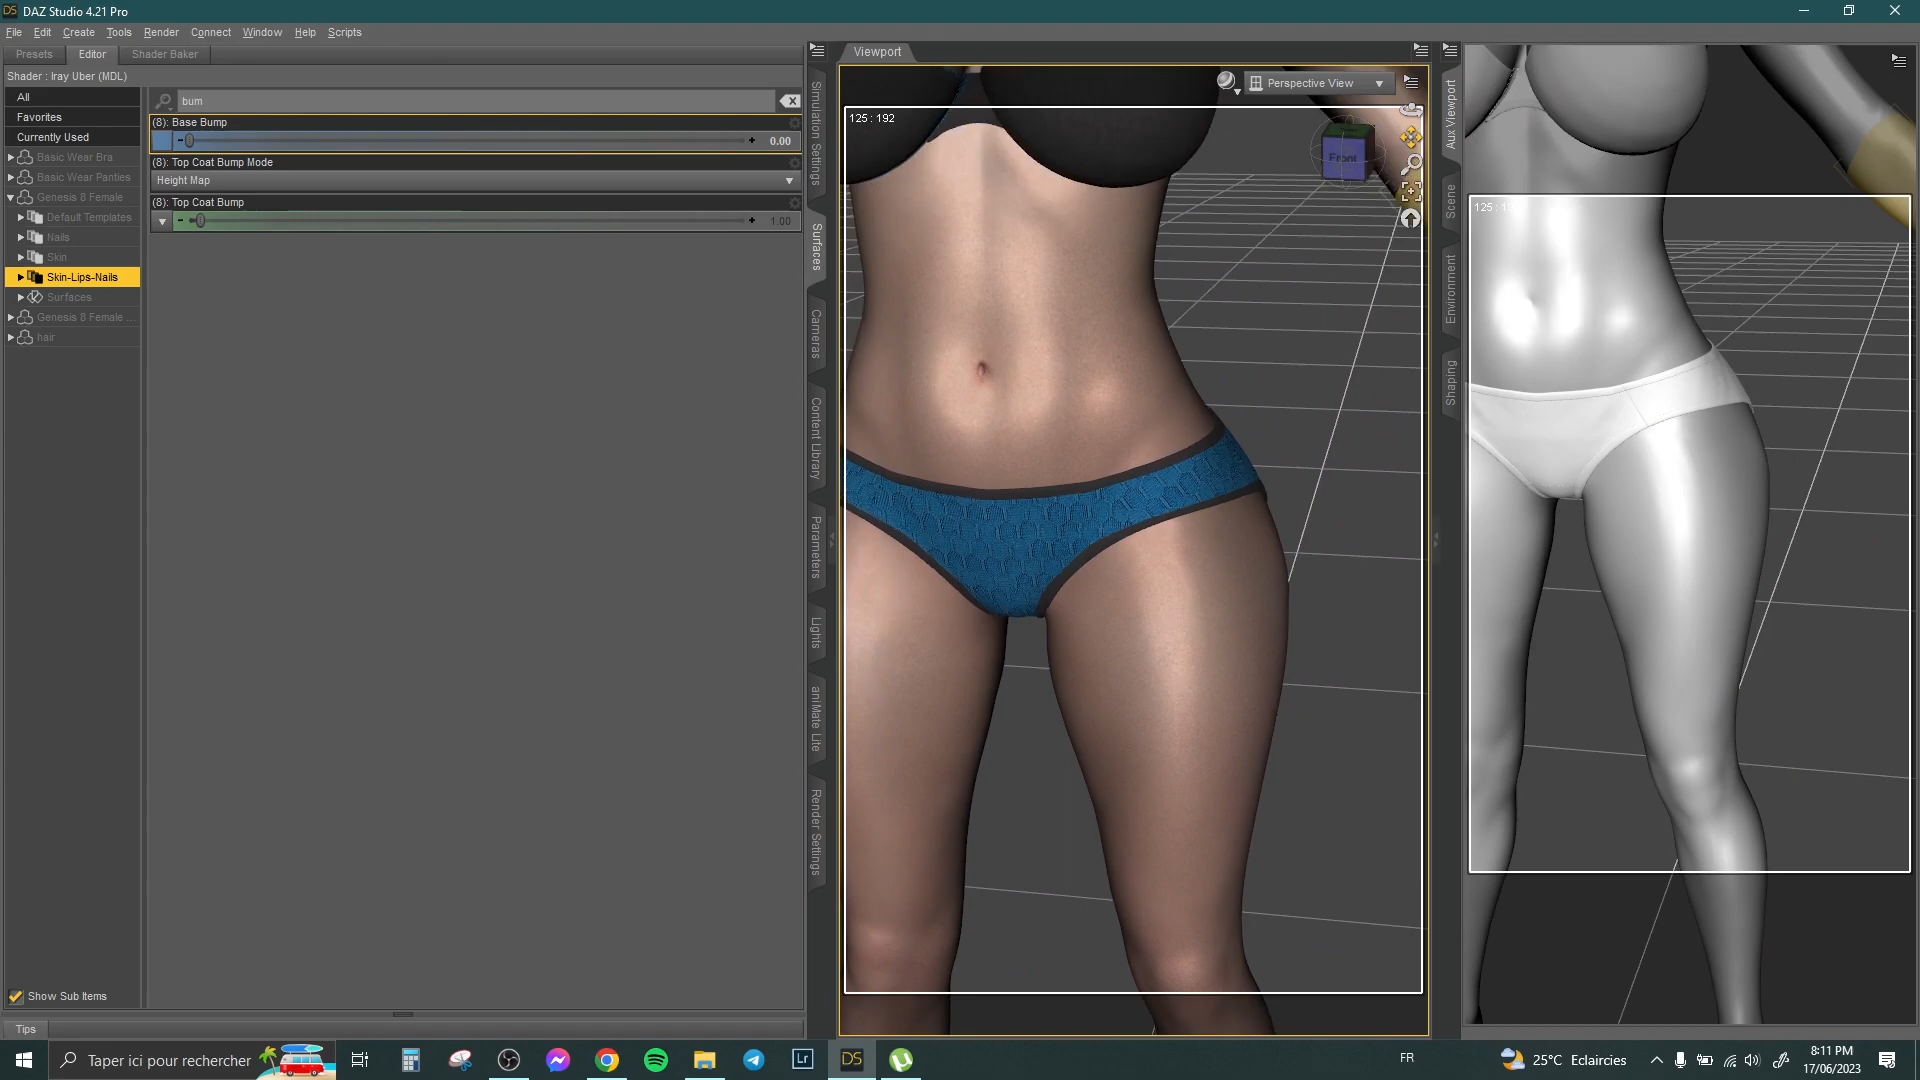 DS DAZ Studio 4.21 Pro
File Edit Create Tools Render Connect Window Help Scripts
Presets Editor Shader Baker
Shader : Iray Uber (MDL)
All
Favorites
Currently Used
Basic Wear Bra
Basic Wear Panties
Genesis 8 Female
Default Templates
Nails
Skin
Skin-Lips-Nails
Surfaces
Genesis 8 Female ...
hair
Show Sub Items
Tips
bum
(8): Base Bump
0.00
(8): Top Coat Bump Mode
Height Map
(8): Top Coat Bump
1.00
Simulation Settings
Surfaces
Cameras
Content Library
Parameters
Lights
aniMate Lite
Render Settings
Viewport
Perspective View
125 : 192
Front
Aux Viewport
Scene
Environment
Shaping
Taper ici pour rechercher
Lr
DS
FR
25°C Eclaircies
8:11 PM
17/06/2023